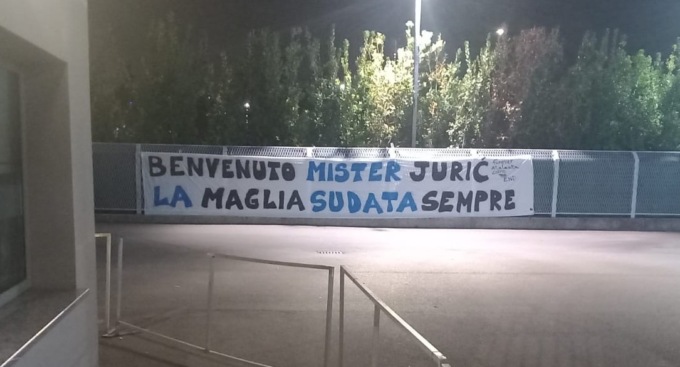 BENVENUTO MISTER JURIĆ
LA MAGLIA SUDATA SEMPRE